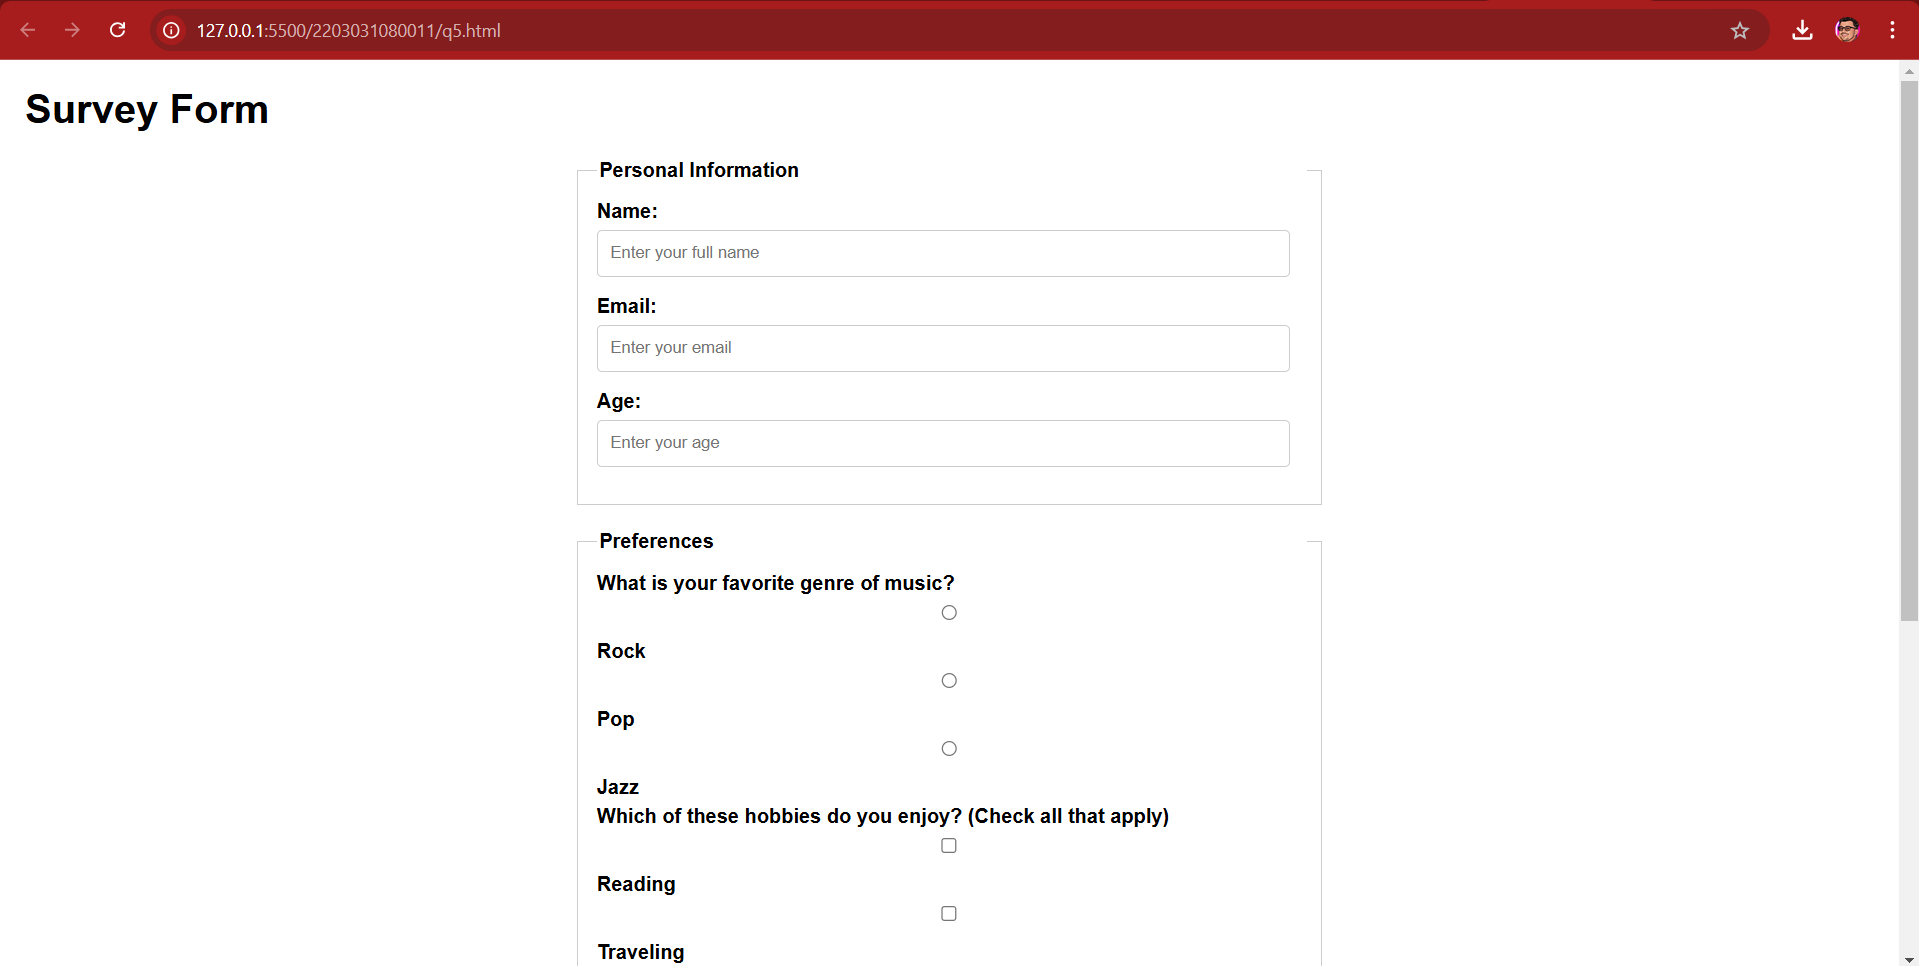 127.0.0.1:5500/2203031080011/q5.html
Survey Form
Personal Information
Name:
Enter your full name
Email:
Enter your email
Age:
Enter your age
Preferences
What is your favorite genre of music?
Rock
Pop
Jazz
Which of these hobbies do you enjoy? (Check all that apply)
Reading
Traveling